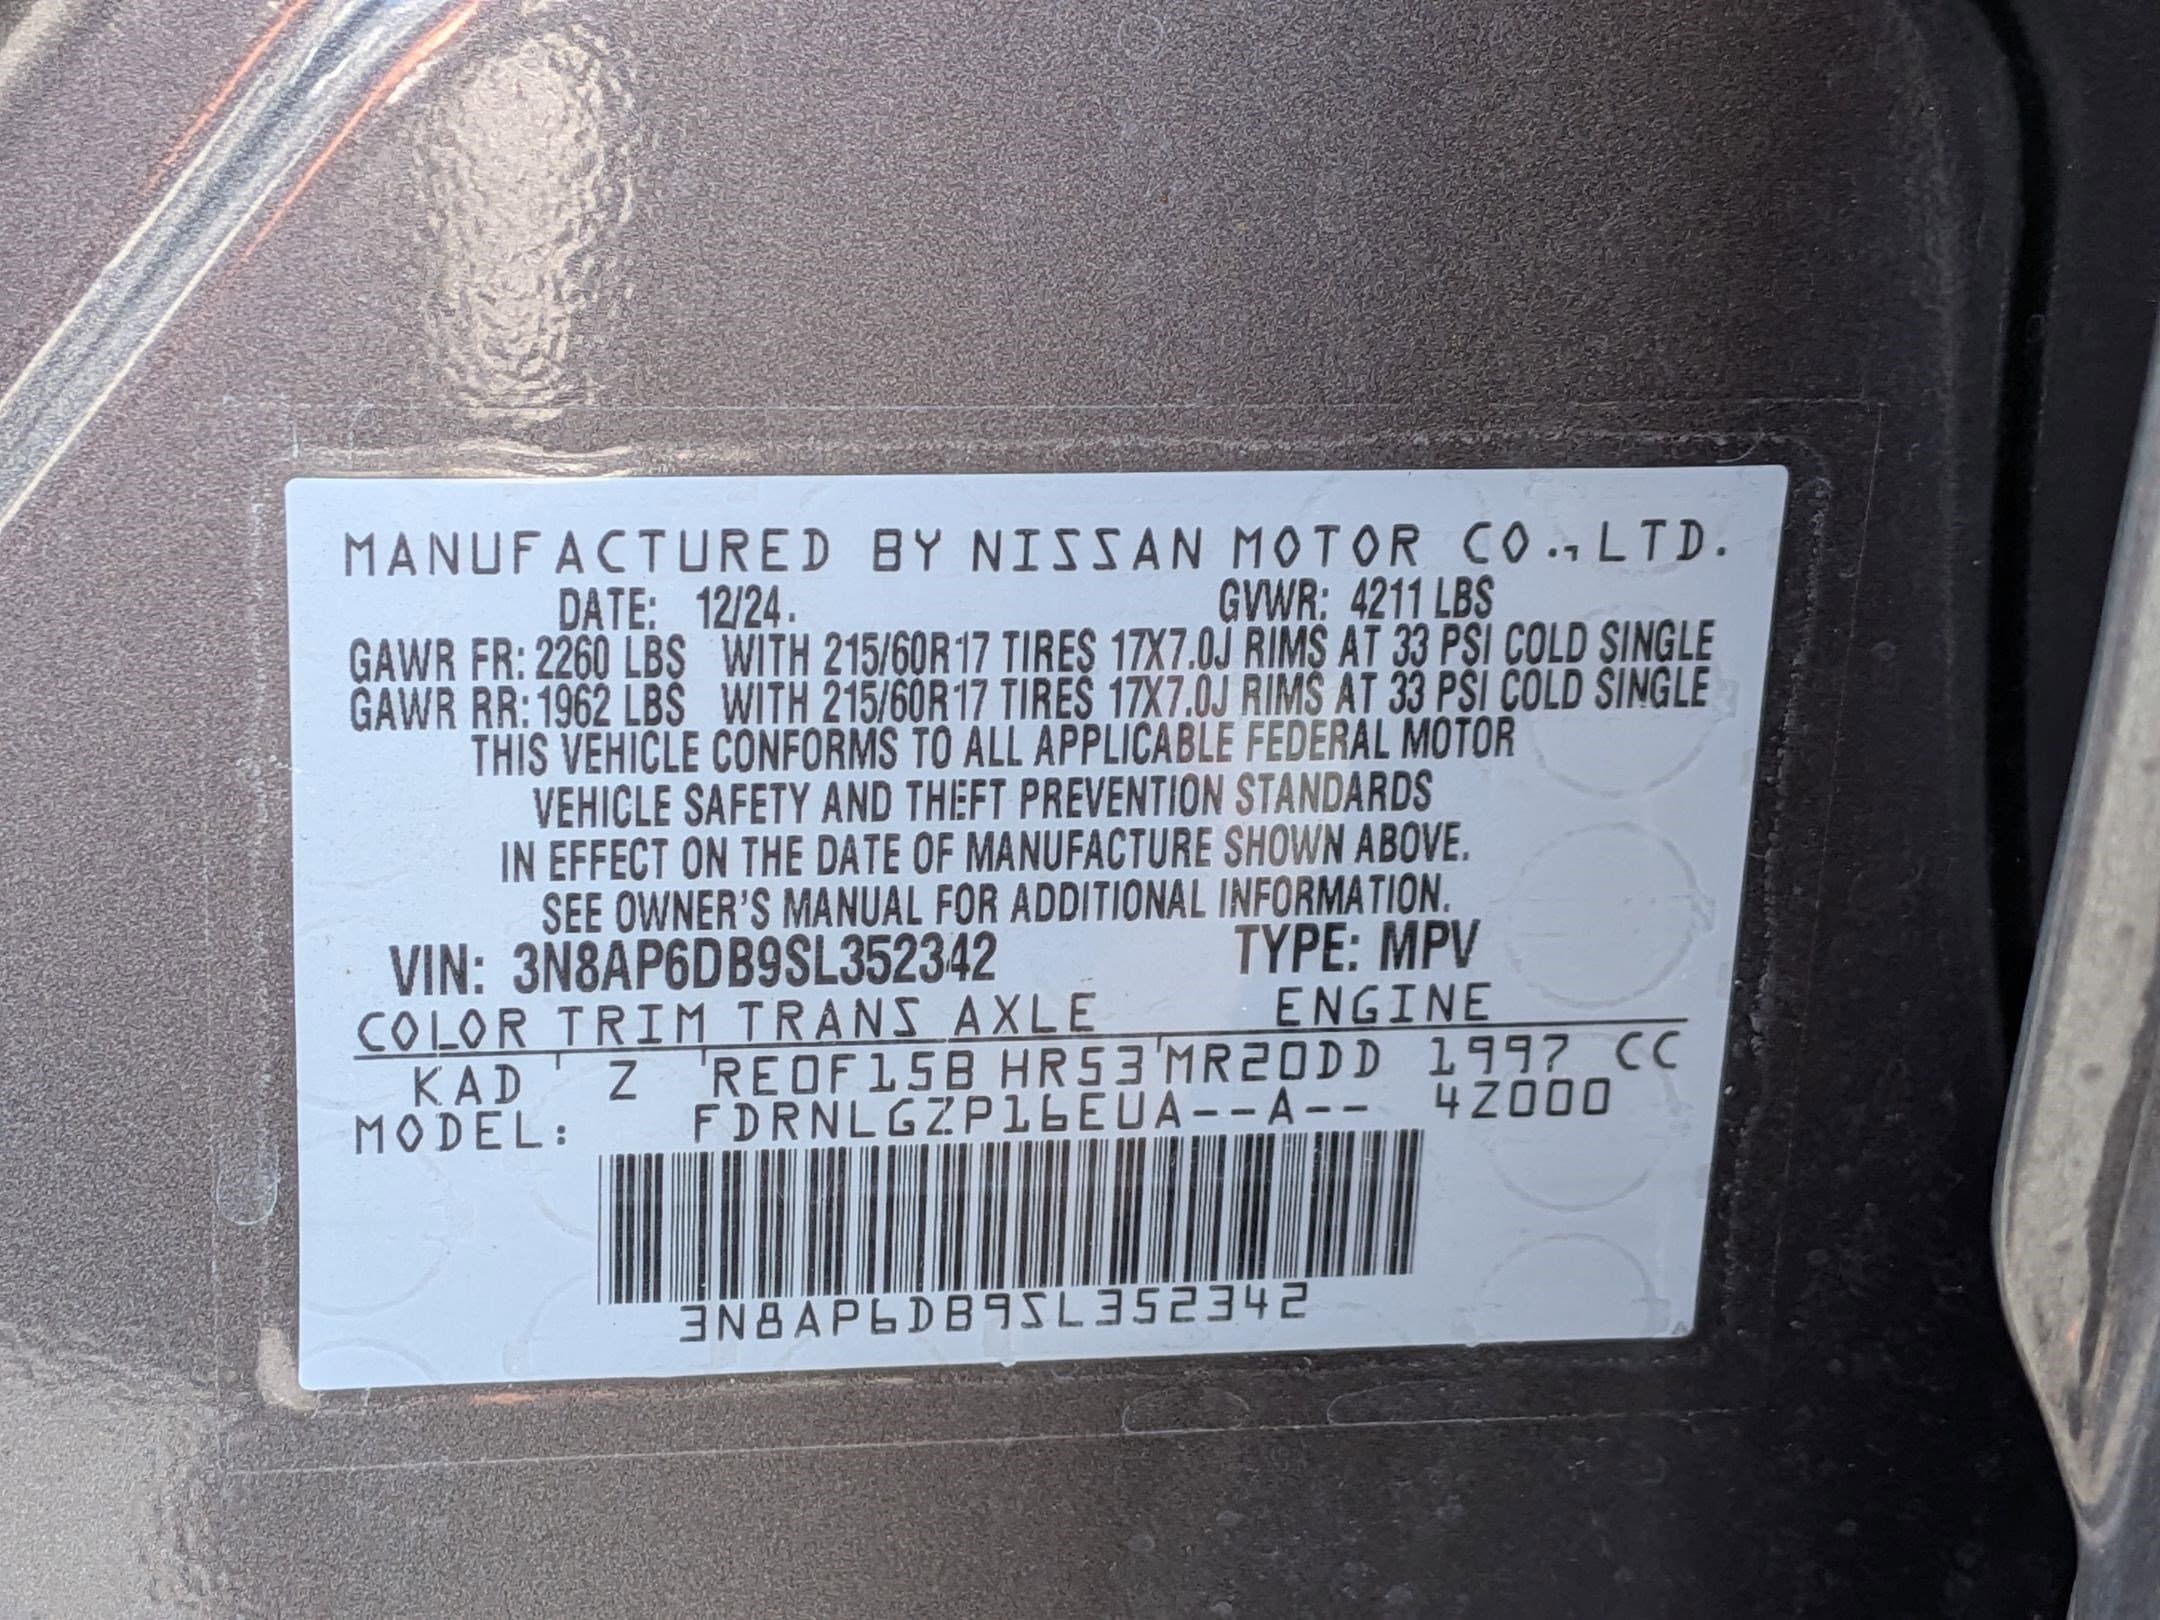 MANUFACTURED BY NISSAN MOTOR CO.,LTD.
DATE: 12/24. GVWR: 4211 LBS
GAWR FR: 2260 LBS WITH 215/60R17 TIRES 17X7.0J RIMS AT 33 PSI COLD SINGLE
GAWR RR: 1962 LBS WITH 215/60R17 TIRES 17X7.0J RIMS AT 33 PSI COLD SINGLE
THIS VEHICLE CONFORMS TO ALL APPLICABLE FEDERAL MOTOR
VEHICLE SAFETY AND THEFT PREVENTION STANDARDS
IN EFFECT ON THE DATE OF MANUFACTURE SHOWN ABOVE.
SEE OWNER'S MANUAL FOR ADDITIONAL INFORMATION.
VIN: 3N8AP6DB9SL352342 TYPE: MPV
COLOR TRIM TRANS AXLE ENGINE
KAD Z RE0F15B HR53 MR20DD 1997 CC
MODEL: FDRNLGZP16EUA--A-- 4Z000
3N8AP6DB9SL352342
A